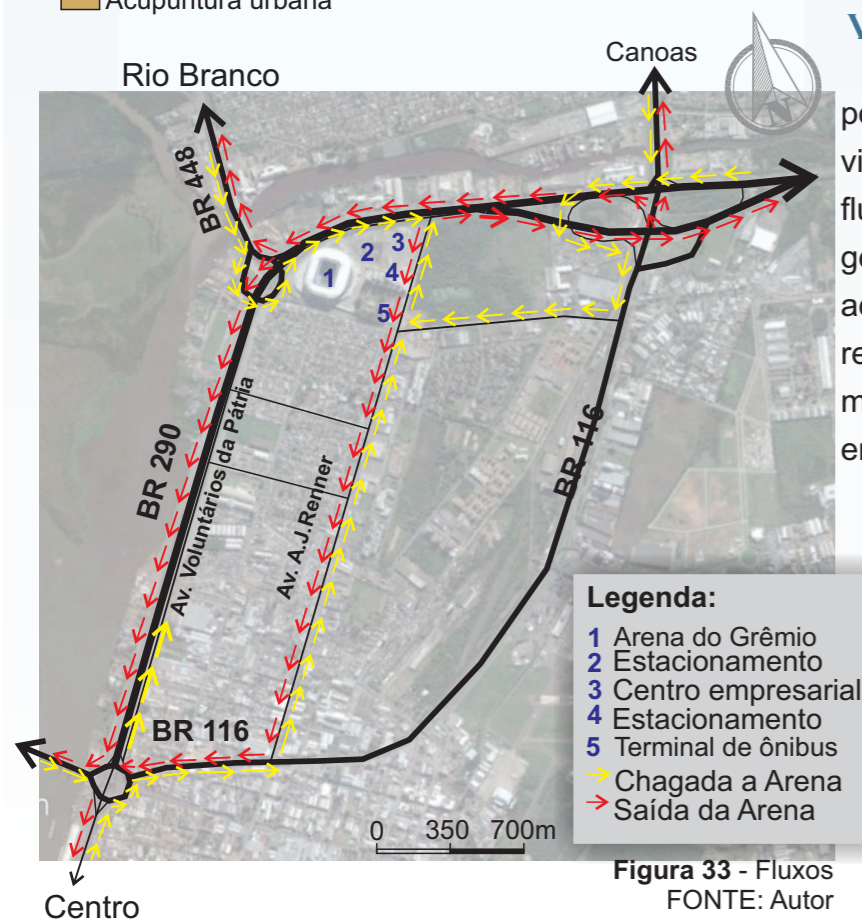 Acupuntura urbana
Canoas
Rio Branco
N
BR 448
1
2
3
4
5
BR 290
Av. Voluntários da Pátria
Av. A.J.Renner
BR 116
BR 116
Legenda:
1 Arena do Grêmio
2 Estacionamento
3 Centro empresarial
4 Estacionamento
5 Terminal de ônibus
Chagada a Arena
Saída da Arena
0 350 700m
Centro
Figura 33 - Fluxos
FONTE: Autor